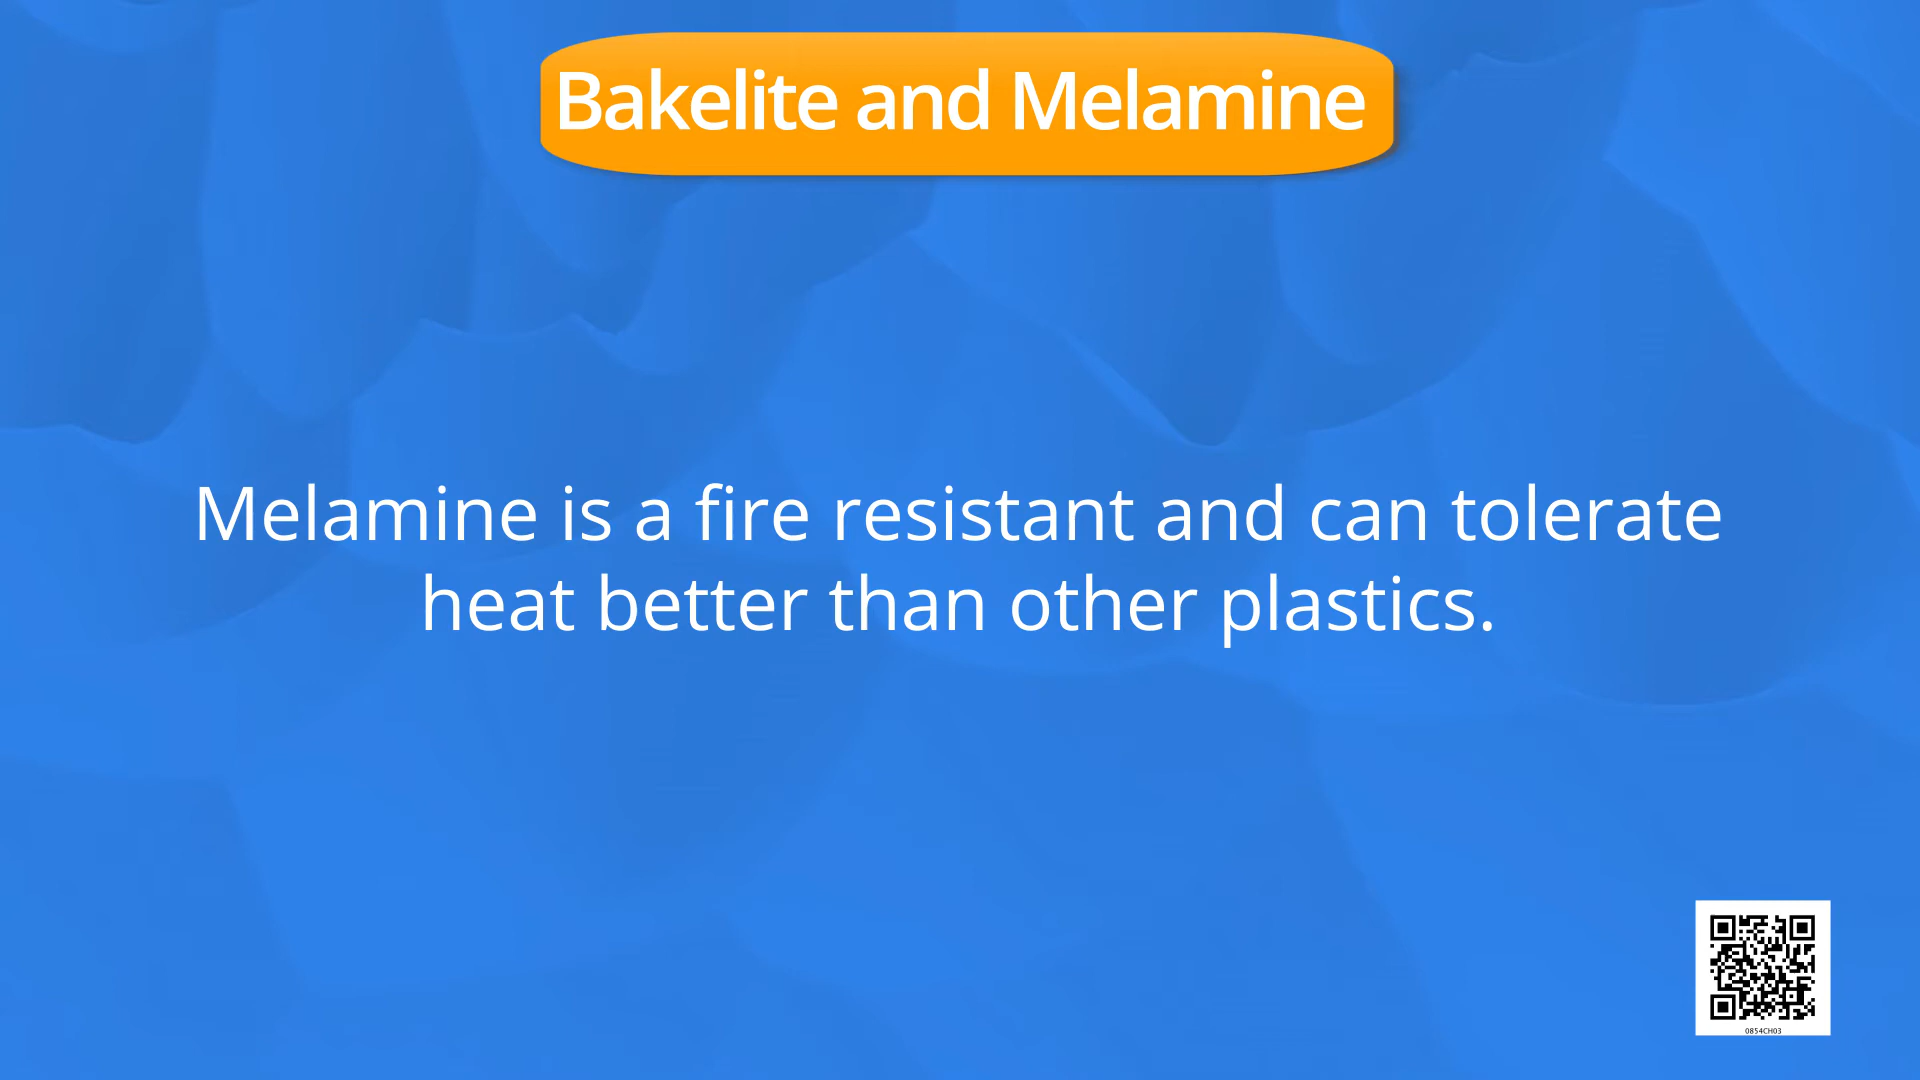 Bakelite and Melamine
Melamine is a fire resistant and can tolerate
heat better than other plastics.
0854CH03